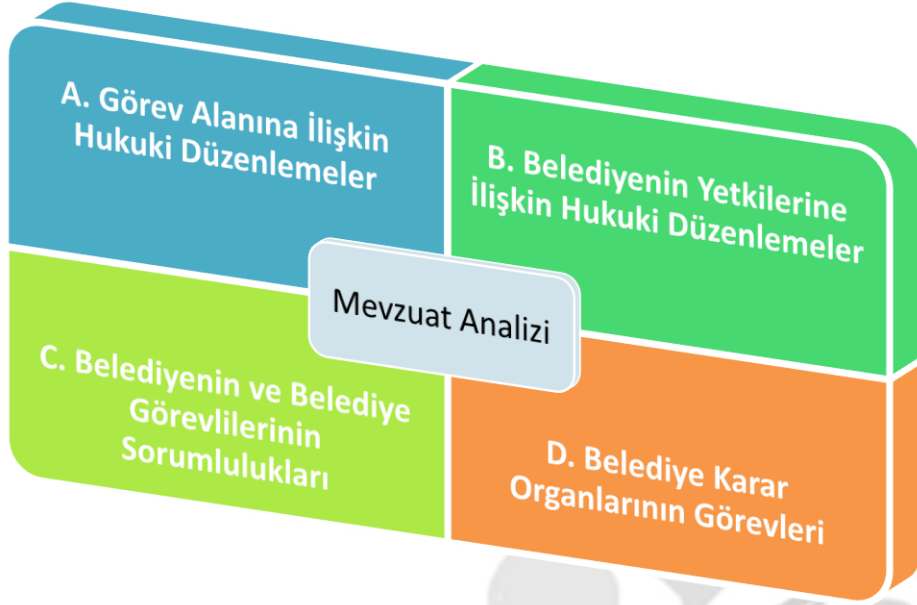 A. Görev Alanına İlişkin
Hukuki Düzenlemeler
B. Belediyenin Yetkilerine
İlişkin Hukuki Düzenlemeler
Mevzuat Analizi
C. Belediyenin ve Belediye
Görevlilerinin
Sorumlulukları
D. Belediye Karar
Organlarının Görevleri